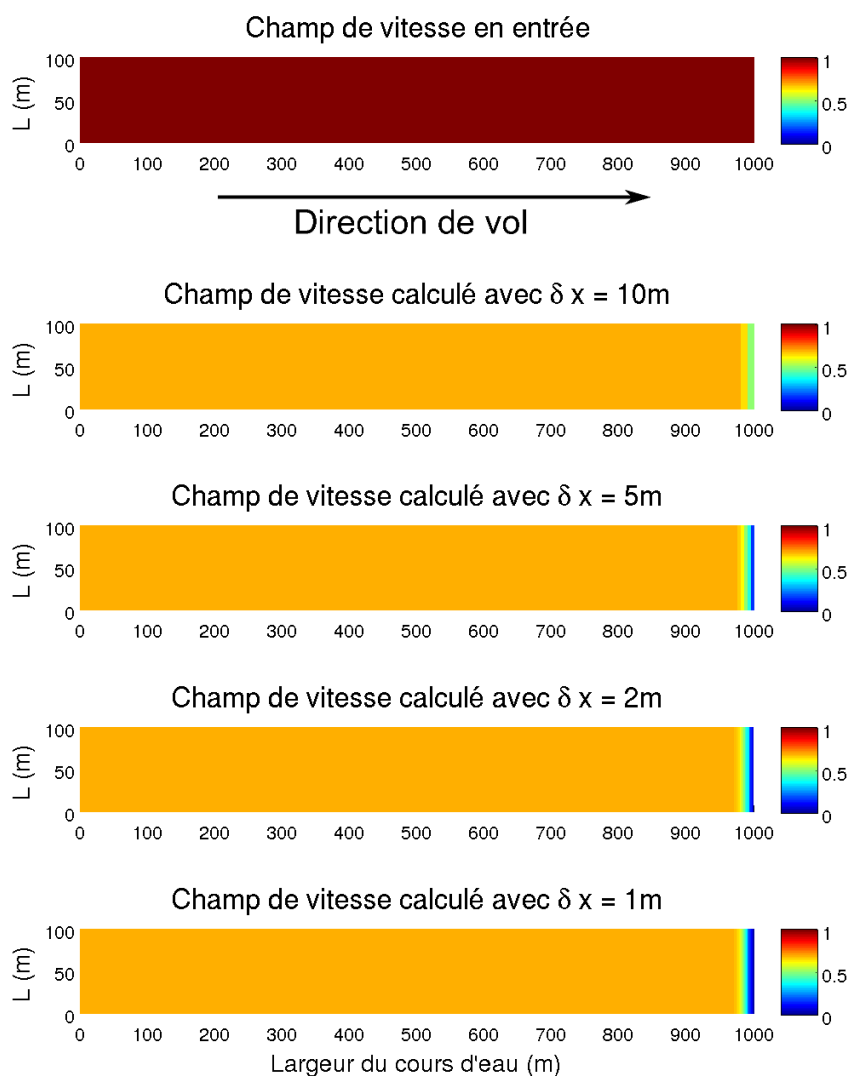 Champ de vitesse en entrée
L (m)
100
50
0
0 100 200 300 400 500 600 700 800 900 1000
1
0.5
0
Direction de vol
Champ de vitesse calculé avec δ x = 10m
L (m)
100
50
0
0 100 200 300 400 500 600 700 800 900 1000
1
0.5
0
Champ de vitesse calculé avec δ x = 5m
L (m)
100
50
0
0 100 200 300 400 500 600 700 800 900 1000
1
0.5
0
Champ de vitesse calculé avec δ x = 2m
L (m)
100
50
0
0 100 200 300 400 500 600 700 800 900 1000
1
0.5
0
Champ de vitesse calculé avec δ x = 1m
L (m)
100
50
0
0 100 200 300 400 500 600 700 800 900 1000
1
0.5
0
Largeur du cours d'eau (m)